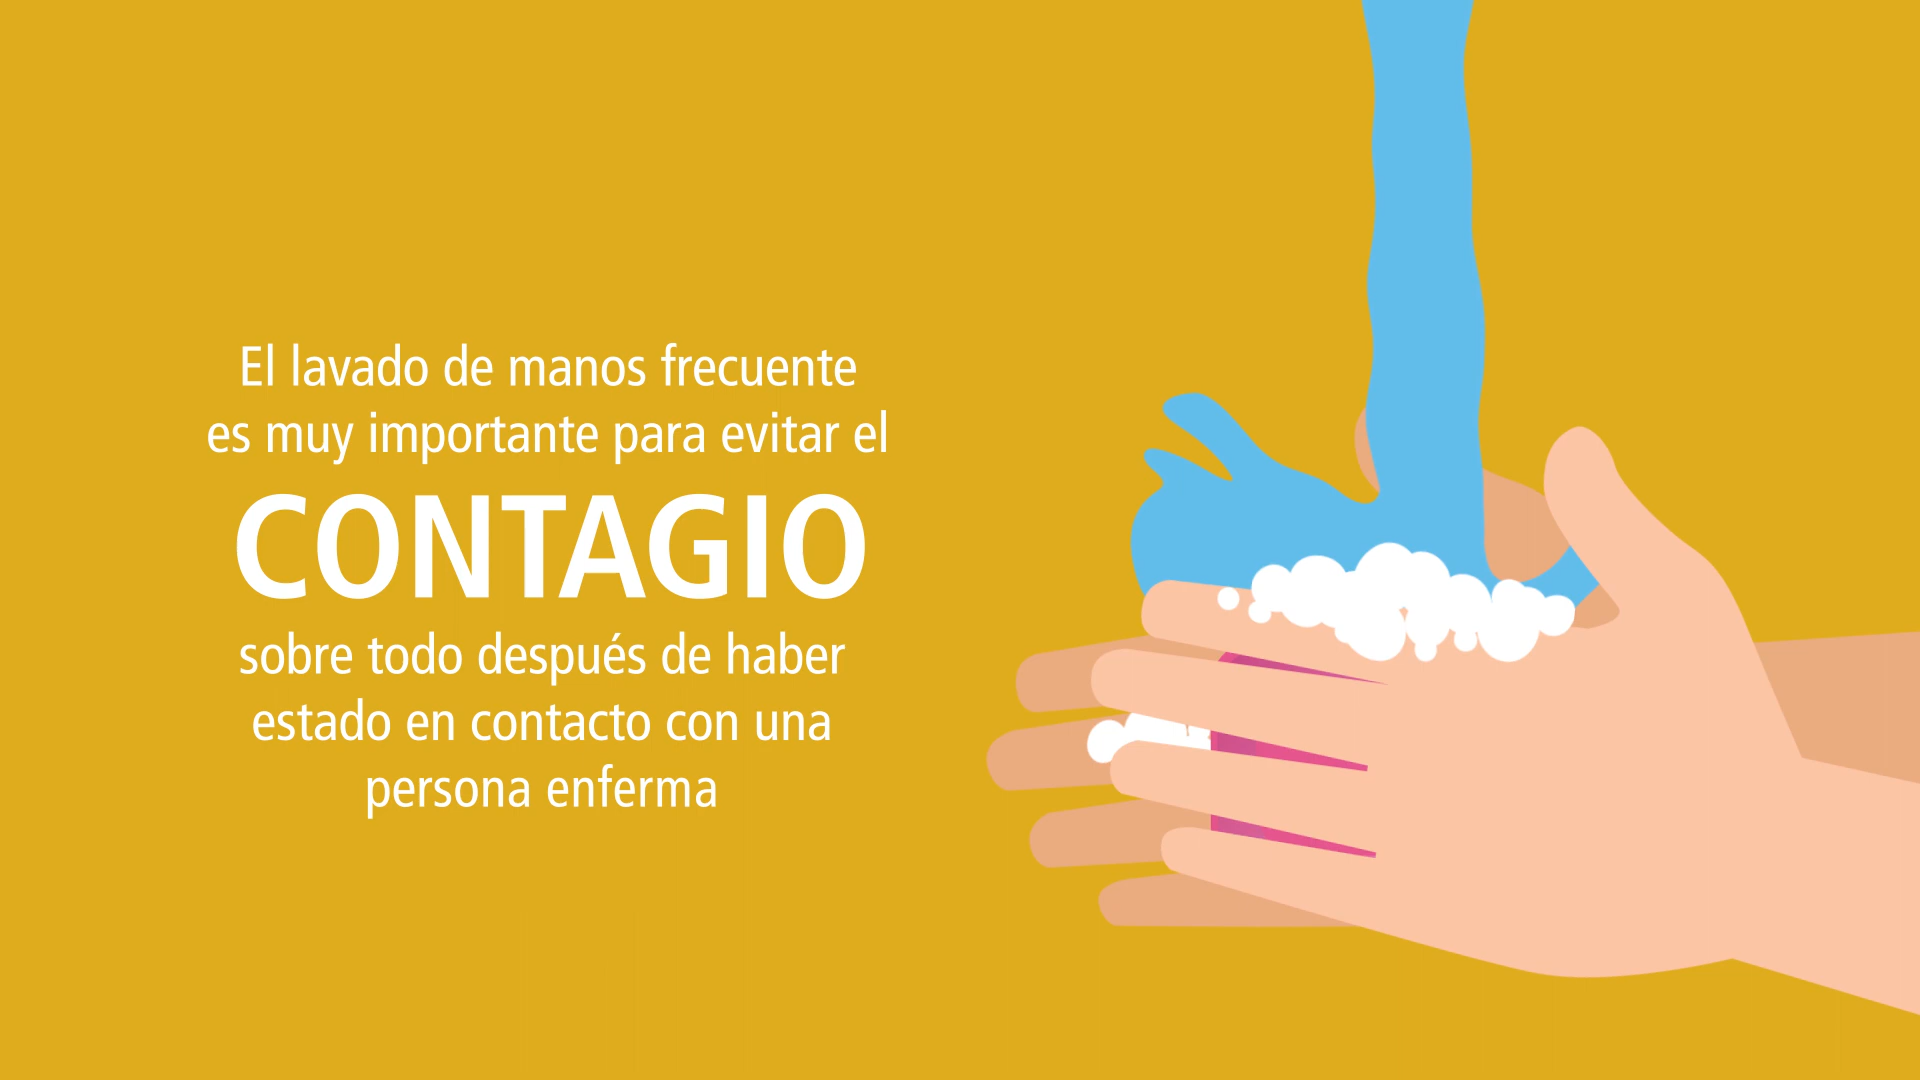 El lavado de manos frecuente
es muy importante para evitar el
CONTAGIO
sobre todo después de haber
estado en contacto con una
persona enferma